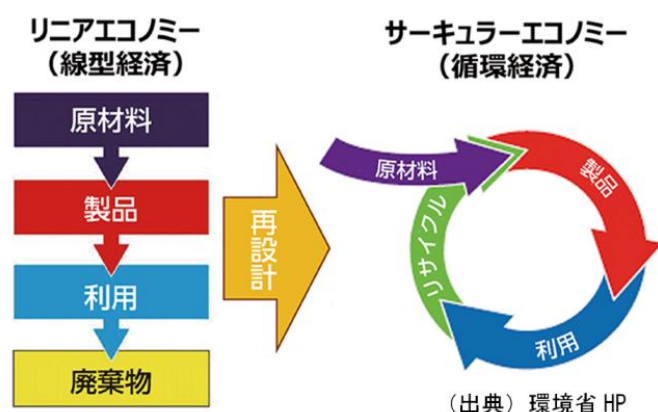 リニアエコノミー
（線型経済）
原材料
製品
利用
廃棄物
再設計
サーキュラーエコノミー
（循環経済）
原材料
製品
利用
リサイクル
（出典）環境省 HP